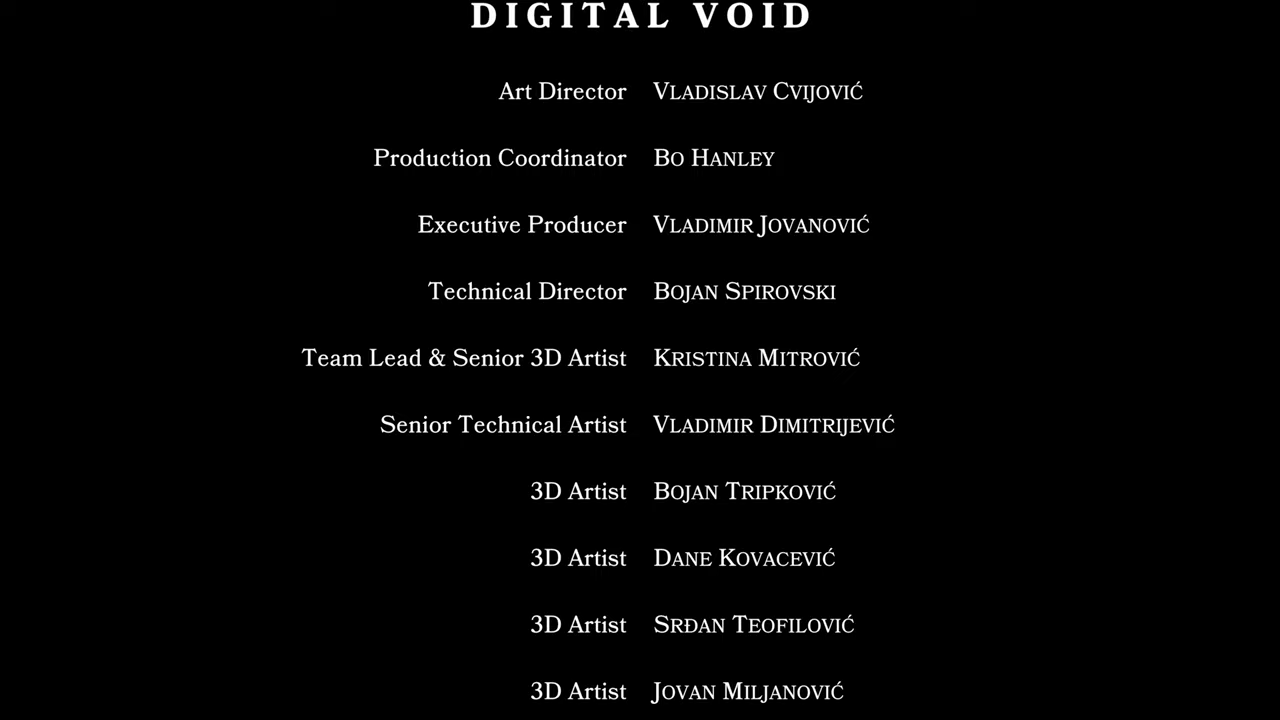 DIGITAL VOID
Art Director VLADISLAV CVIJOVIĆ
Production Coordinator BO HANLEY
Executive Producer VLADIMIR JOVANOVIĆ
Technical Director BOJAN SPIROVSKI
Team Lead & Senior 3D Artist KRISTINA MITROVIĆ
Senior Technical Artist VLADIMIR DIMITRIJEVIĆ
3D Artist BOJAN TRIPKOVIĆ
3D Artist DANE KOVACEVIĆ
3D Artist SRĐAN TEOFILOVIĆ
3D Artist JOVAN MILJANOVIĆ